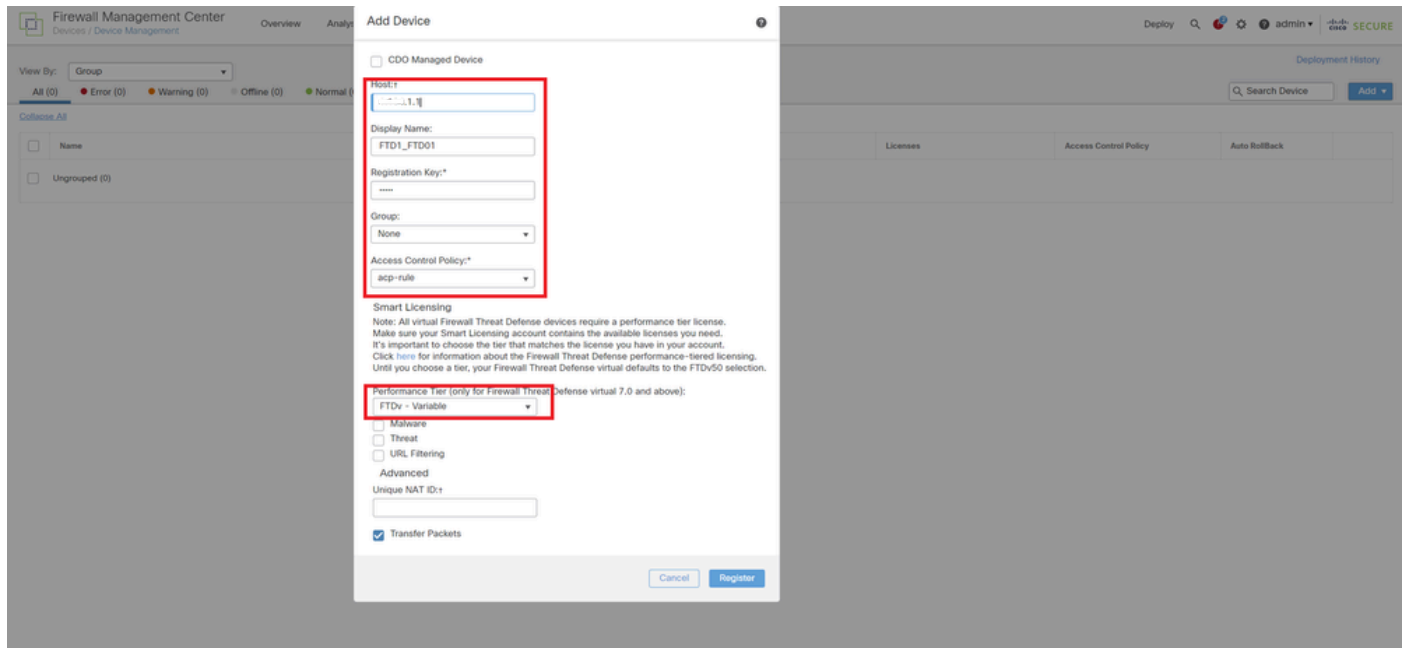 Firewall Management Center
Devices / Device Management
Overview
Analys
Deploy
admin
cisco SECURE
View By:
Group
Deployment History
All (0)
Error (0)
Warning (0)
Offline (0)
Normal (
Search Device
Add
Collapse All
Name
Licenses
Access Control Policy
Auto RollBack
Ungrouped (0)
Add Device
CDO Managed Device
Host:†
.1.1
Display Name:
FTD1_FTD01
Registration Key:*
.....
Group:
None
Access Control Policy:*
acp-rule
Smart Licensing
Note: All virtual Firewall Threat Defense devices require a performance tier license.
Make sure your Smart Licensing account contains the available licenses you need.
It's important to choose the tier that matches the license you have in your account.
Click here for information about the Firewall Threat Defense performance-tiered licensing.
Until you choose a tier, your Firewall Threat Defense virtual defaults to the FTDv50 selection.
Performance Tier (only for Firewall Threat Defense virtual 7.0 and above):
FTDv - Variable
Malware
Threat
URL Filtering
Advanced
Unique NAT ID:†
Transfer Packets
Cancel
Register